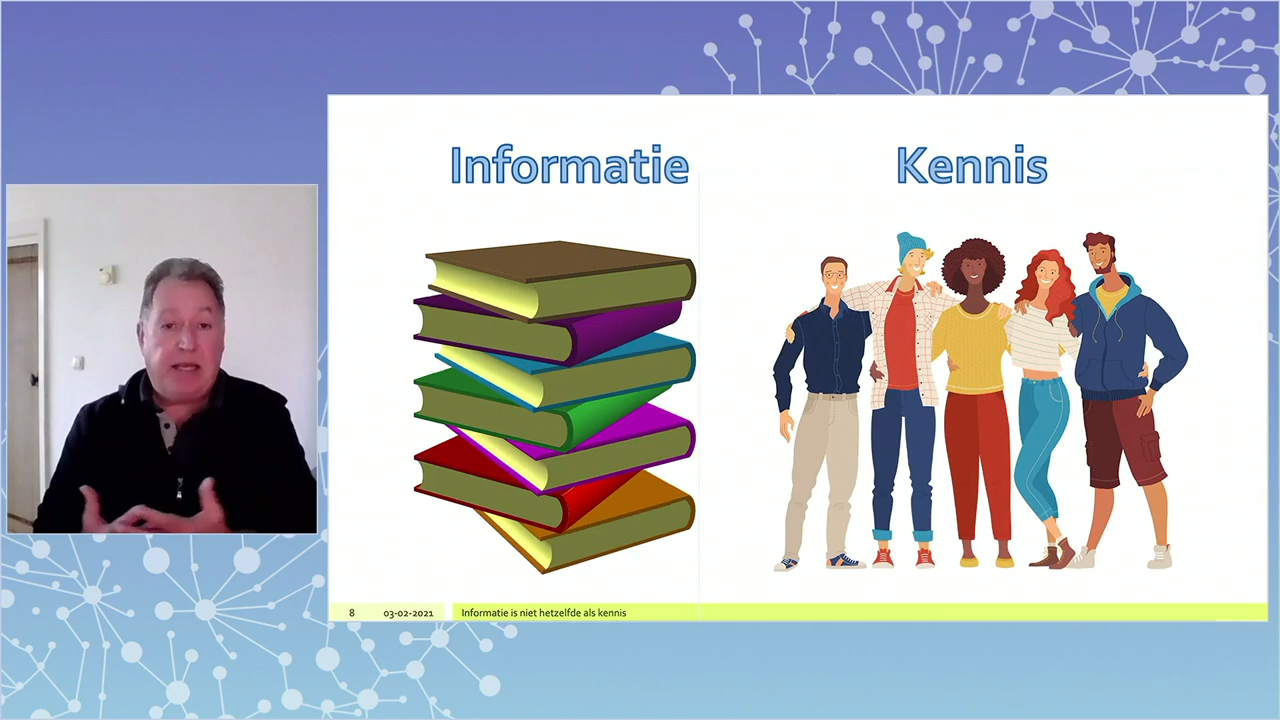 Informatie
Kennis
8 03-02-2021 Informatie is niet hetzelfde als kennis